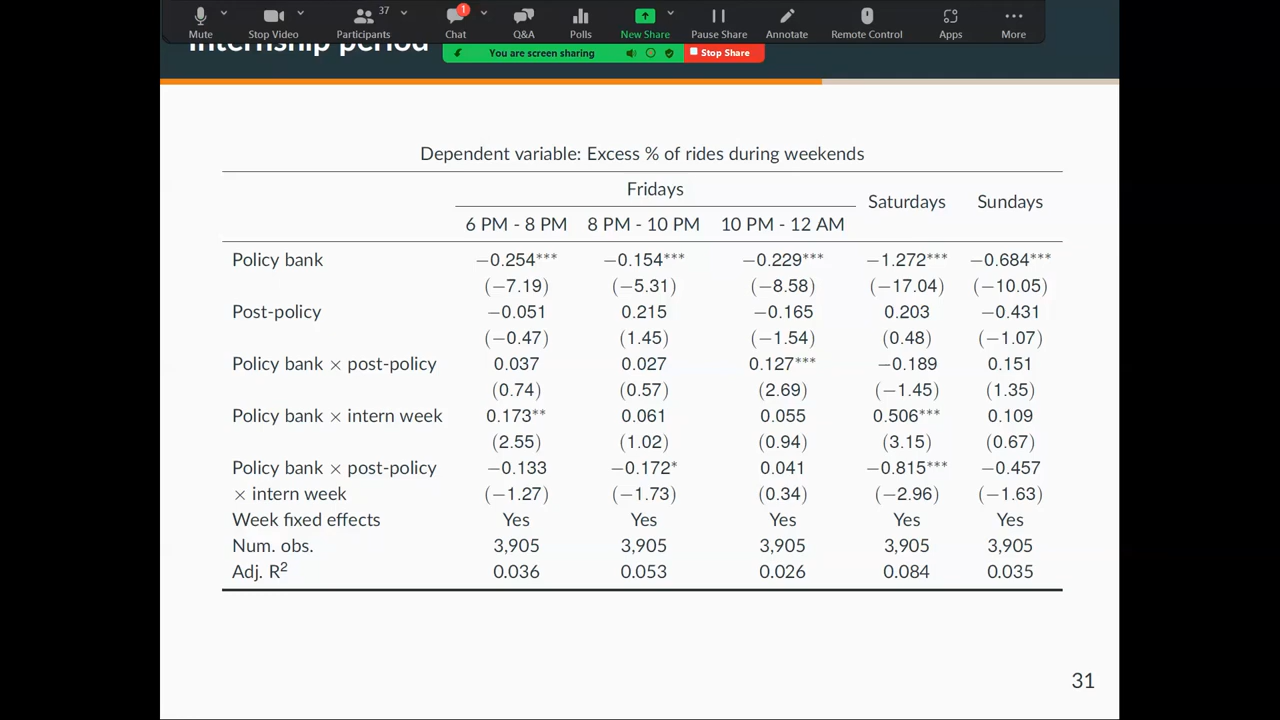 37
1
Mute
Stop Video
Participants
Chat
Q&A
Polls
New Share
Pause Share
Annotate
Remote Control
Apps
More
Internship period
You are screen sharing
Stop Share
Dependent variable: Excess % of rides during weekends
Fridays
Saturdays Sundays
6 PM - 8 PM 8 PM - 10 PM 10 PM - 12 AM
Policy bank −0.254*** −0.154*** −0.229*** −1.272*** −0.684***
(−7.19) (−5.31) (−8.58) (−17.04) (−10.05)
Post-policy −0.051 0.215 −0.165 0.203 −0.431
(−0.47) (1.45) (−1.54) (0.48) (−1.07)
Policy bank × post-policy 0.037 0.027 0.127*** −0.189 0.151
(0.74) (0.57) (2.69) (−1.45) (1.35)
Policy bank × intern week 0.173** 0.061 0.055 0.506*** 0.109
(2.55) (1.02) (0.94) (3.15) (0.67)
Policy bank × post-policy −0.133 −0.172* 0.041 −0.815*** −0.457
× intern week (−1.27) (−1.73) (0.34) (−2.96) (−1.63)
Week fixed effects Yes Yes Yes Yes Yes
Num. obs. 3,905 3,905 3,905 3,905 3,905
Adj. R² 0.036 0.053 0.026 0.084 0.035
31